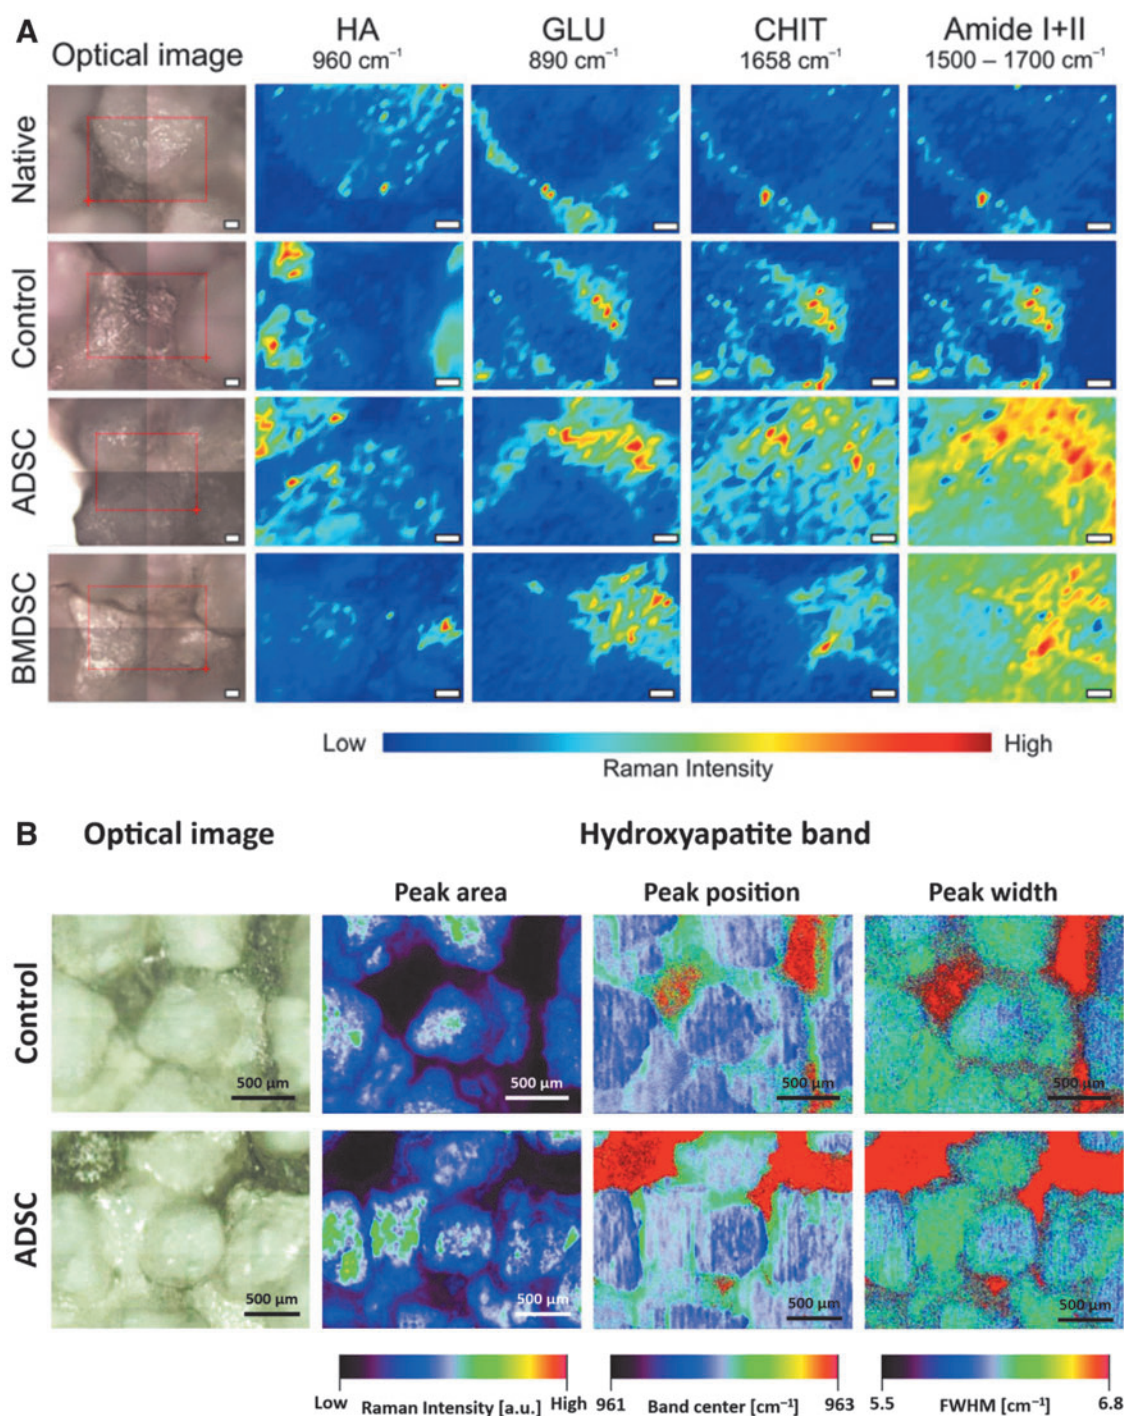 A
Optical image
HA
960 cm⁻¹
GLU
890 cm⁻¹
CHIT
1658 cm⁻¹
Amide I+II
1500 – 1700 cm⁻¹
Native
Control
ADSC
BMDSC
Low
High
Raman Intensity
B
Optical image
Hydroxyapatite band
Peak area
Peak position
Peak width
Control
500 µm
500 µm
500 µm
500 µm
ADSC
500 µm
500 µm
500 µm
500 µm
Low Raman Intensity [a.u.] High
961 Band center [cm⁻¹] 963
5.5 FWHM [cm⁻¹] 6.8